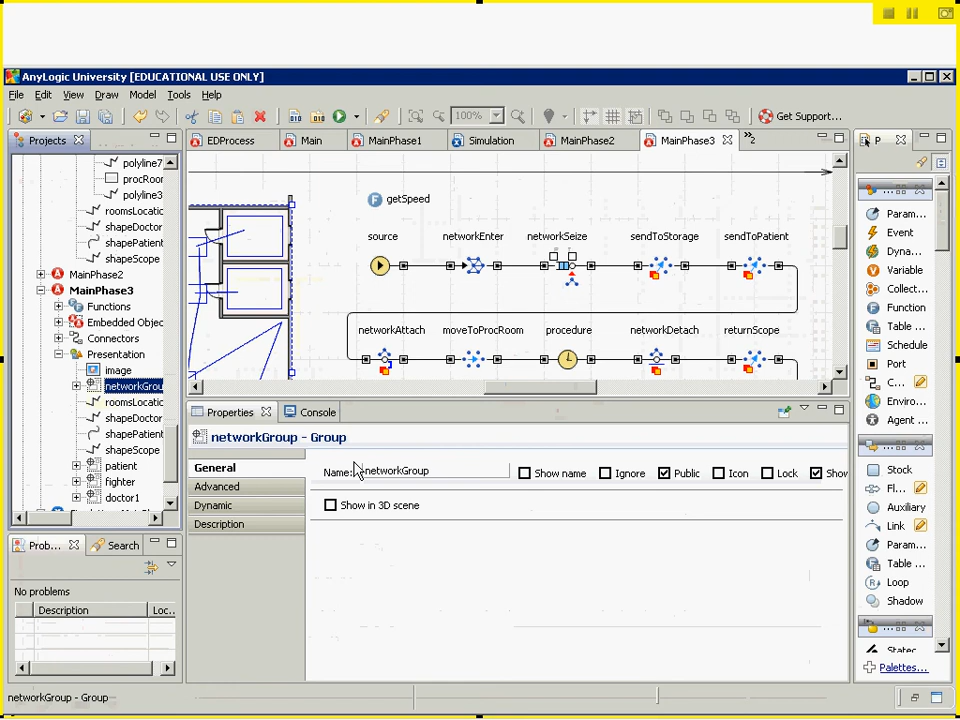 AnyLogic University [EDUCATIONAL USE ONLY]
File Edit View Draw Model Tools Help
100% Get Support...
Projects
EDProcess Main MainPhase1 Simulation MainPhase2 MainPhase3
P
polyline7
procRoom
polyline3
roomsLocatio
shapeDoctor
shapePatient
shapeScope
MainPhase2
MainPhase3
Functions
Embedded Objec
Connectors
Presentation
image
networkGrou
roomsLocatio
shapeDoctor
shapePatient
shapeScope
patient
fighter
doctor1
getSpeed
source networkEnter networkSeize sendToStorage sendToPatient
networkAttach moveToProcRoom procedure networkDetach returnScope
Param...
Event
Dyna...
Variable
Collect...
Function
Table ...
Schedule
Port
C...
Enviro...
Agent ...
Stock
Fl...
Auxiliary
Link
Param...
Table ...
Loop
Shadow
Palettes...
Properties Console
networkGroup - Group
General
Advanced
Dynamic
Description
Name: networkGroup Show name Ignore Public Icon Lock Show
Show in 3D scene
Prob... Search
No problems
Description Loc...
networkGroup - Group